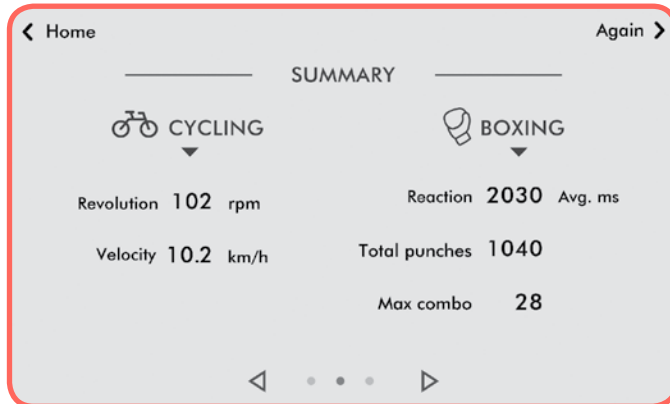 Home
Again
SUMMARY
CYCLING
Revolution 102 rpm
Velocity 10.2 km/h
BOXING
Reaction 2030 Avg. ms
Total punches 1040
Max combo 28